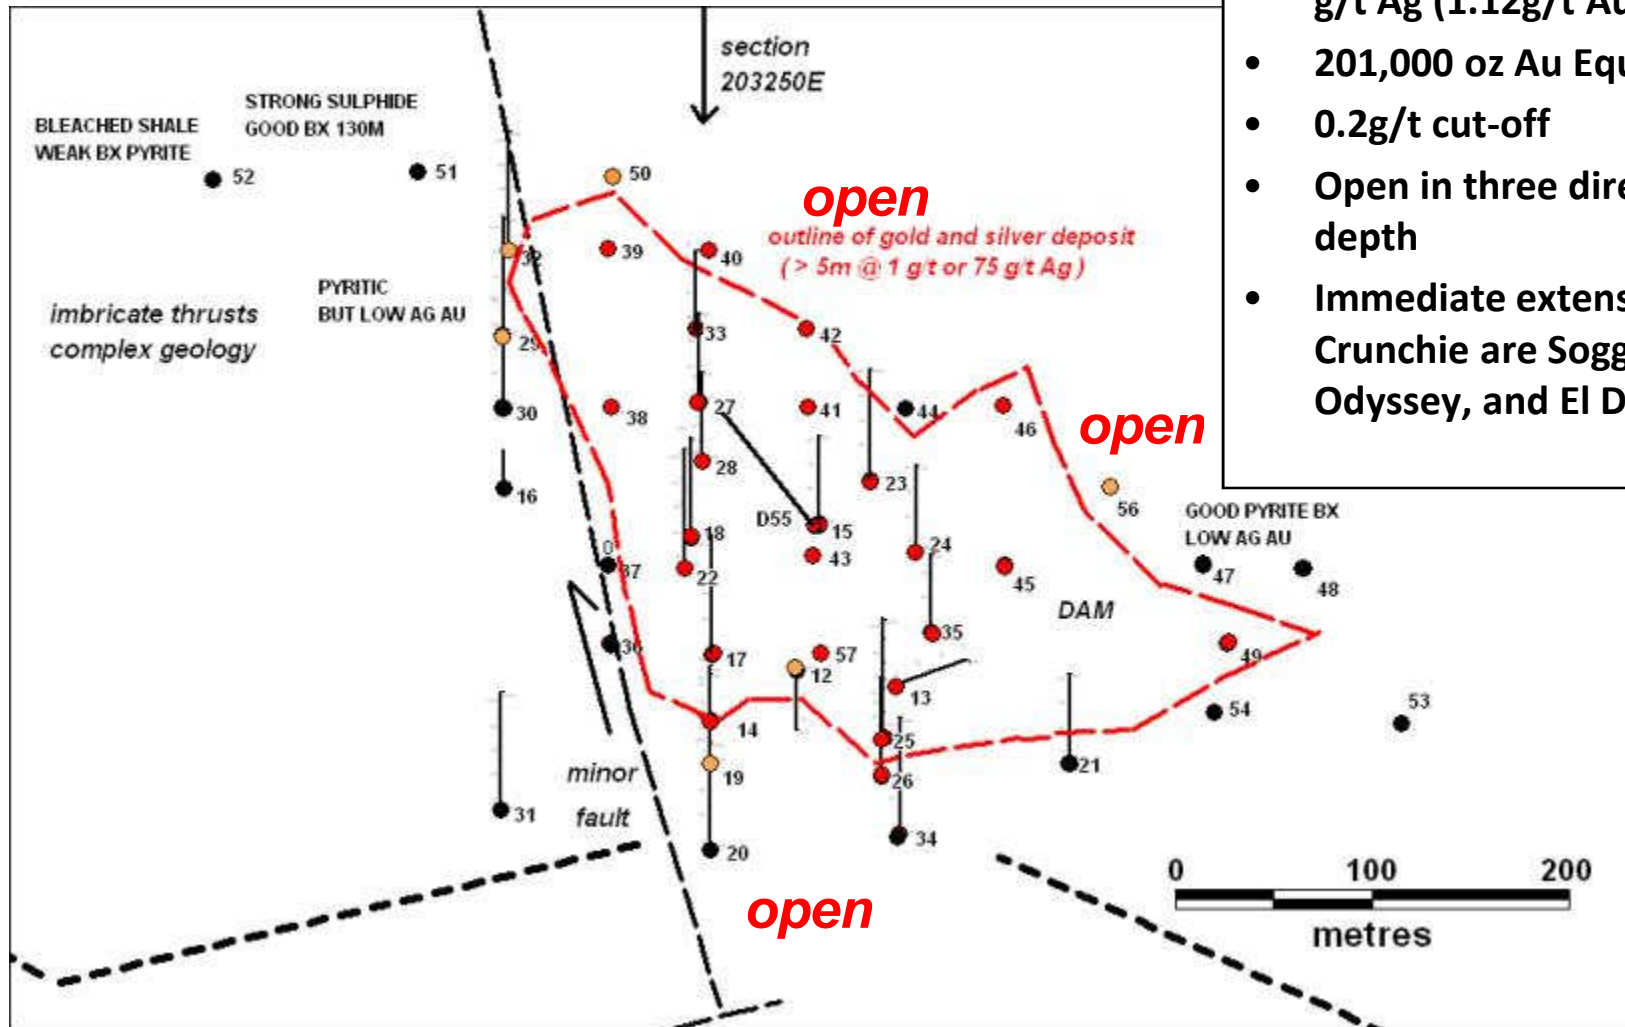 g/t Ag (1.12g/t Au
• 201,000 oz Au Equ
• 0.2g/t cut-off
• Open in three dire
depth
• Immediate extens
Crunchie are Sogg
Odyssey, and El D
section
203250E
STRONG SULPHIDE
GOOD BX 130M
BLEACHED SHALE
WEAK BX PYRITE
52
51
50
open
outline of gold and silver deposit
( > 5m @ 1 g/t or 75 g/t Ag )
32
39
40
PYRITIC
BUT LOW AG AU
imbricate thrusts
complex geology
29
33
42
30
38
27
41
44
46
open
28
16
23
56
GOOD PYRITE BX
LOW AG AU
D55
15
18
43
24
0
37
22
45
47
48
DAM
36
17
57
12
35
49
13
14
54
53
25
19
26
21
minor
fault
31
20
34
open
0 100 200
metres